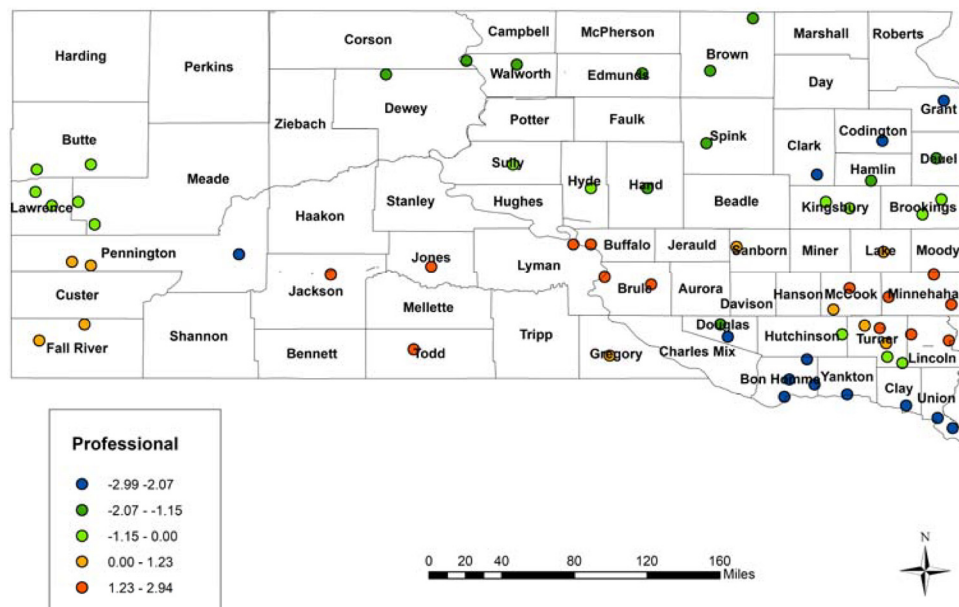 Harding
Perkins
Corson
Campbell
McPherson
Brown
Marshall
Roberts
Walworth
Edmunds
Day
Dewey
Ziebach
Grant
Potter
Faulk
Spink
Codington
Clark
Butte
Deuel
Hamlin
Meade
Sully
Hyde
Hand
Stanley
Hughes
Beadle
Kingsbury
Brookings
Lawrence
Haakon
Pennington
Buffalo
Jerauld
Sanborn
Miner
Lake
Moody
Jones
Lyman
Jackson
Brule
Aurora
Hanson
McCook
Minnehaha
Custer
Mellette
Davison
Douglas
Hutchinson
Turner
Fall River
Shannon
Bennett
Todd
Tripp
Gregory
Charles Mix
Lincoln
Bon Homme
Yankton
Clay
Union
Professional
-2.99 -2.07
-2.07 - -1.15
-1.15 - 0.00
0.00 - 1.23
1.23 - 2.94
0 10 20 40 80 120 160
Miles
N